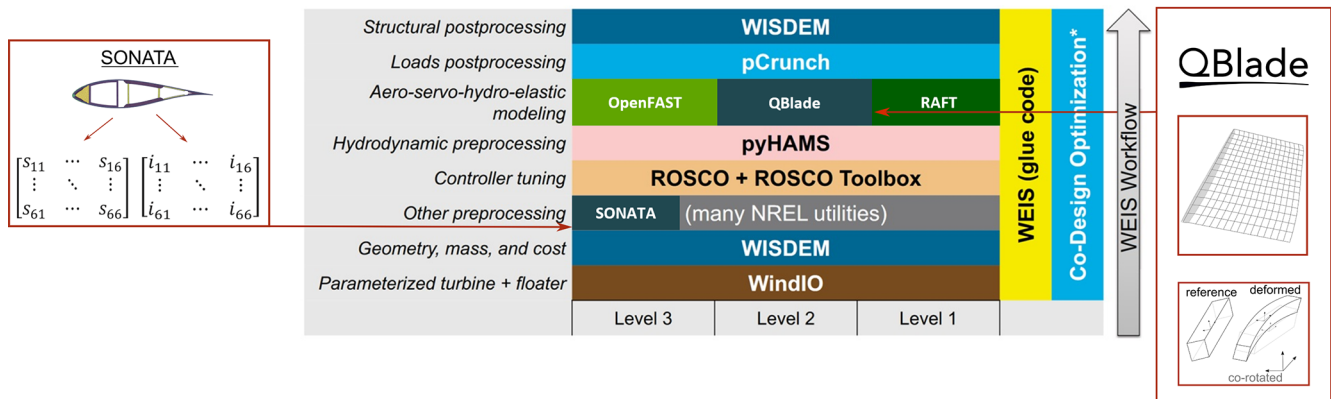 SONATA
s11 ⋯ s16
⋮ ⋱ ⋮
s61 ⋯ s66
i11 ⋯ i16
⋮ ⋱ ⋮
i61 ⋯ i66
Structural postprocessing
WISDEM
Loads postprocessing
pCrunch
Aero-servo-hydro-elastic
modeling
OpenFAST
QBlade
RAFT
Hydrodynamic preprocessing
pyHAMS
Controller tuning
ROSCO + ROSCO Toolbox
Other preprocessing
SONATA
(many NREL utilities)
Geometry, mass, and cost
WISDEM
Parameterized turbine + floater
WindIO
Level 3
Level 2
Level 1
WEIS (glue code)
Co-Design Optimization*
WEIS Workflow
QBlade
reference
deformed
co-rotated